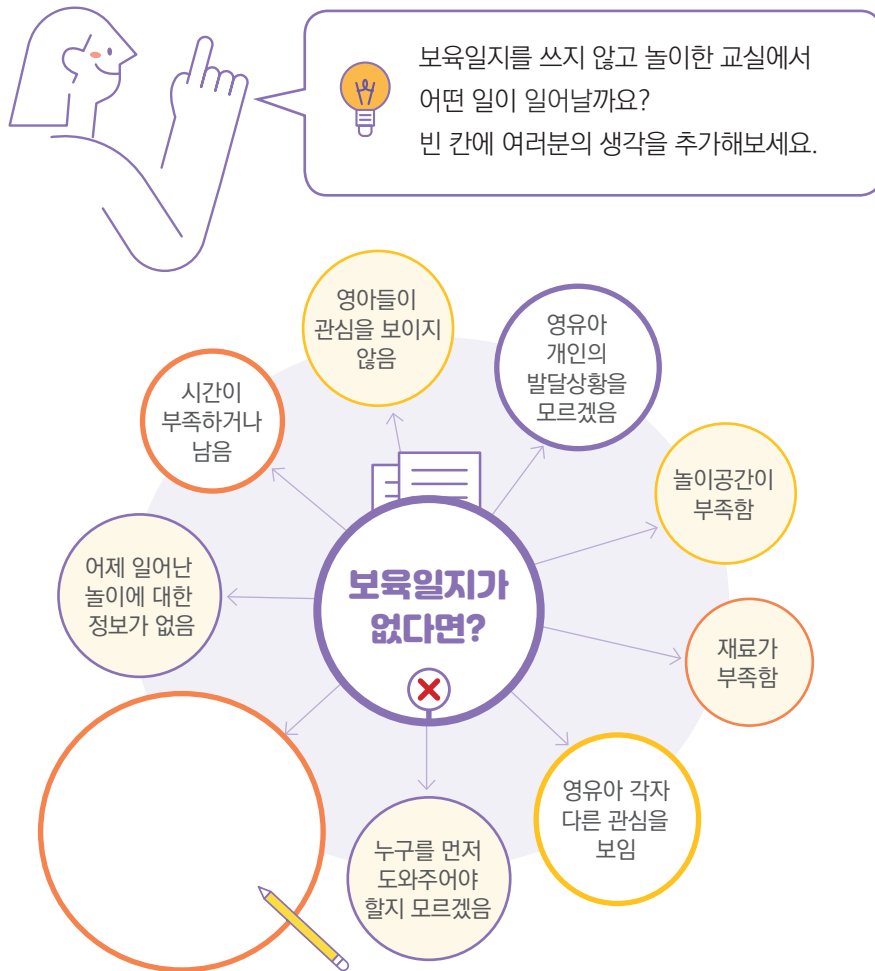 보육일지를 쓰지 않고 놀이한 교실에서
어떤 일이 일어날까요?
빈 칸에 여러분의 생각을 추가해보세요.
영아들이
관심을 보이지
않음
영유아
개인의
발달상황을
모르겠음
시간이
부족하거나
남음
놀이공간이
부족함
어제 일어난
놀이에 대한
정보가 없음
보육일지가
없다면?
재료가
부족함
영유아 각자
다른 관심을
보임
누구를 먼저
도와주어야
할지 모르겠음